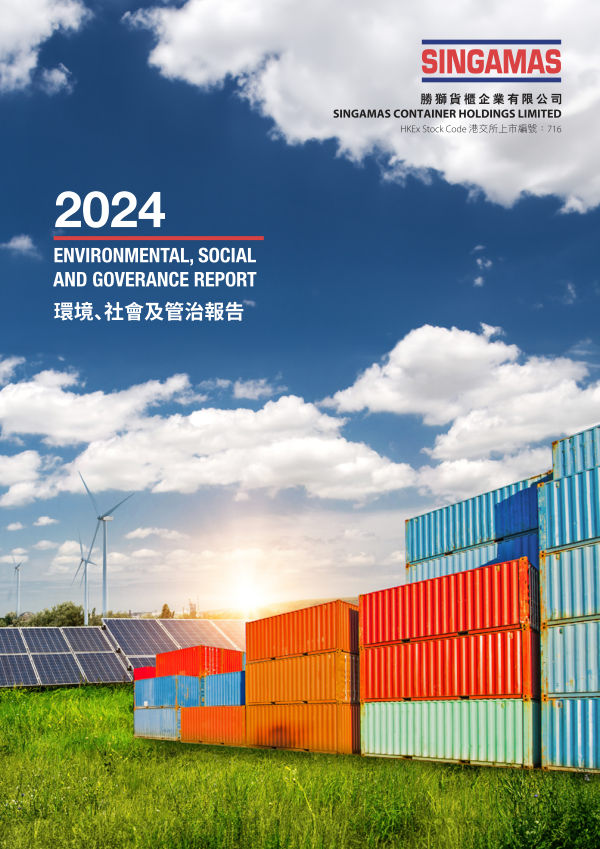 SINGAMAS
勝獅貨櫃企業有限公司
SINGAMAS CONTAINER HOLDINGS LIMITED
HKEx Stock Code 港交所上市編號：716
2024
ENVIRONMENTAL, SOCIAL
AND GOVERANCE REPORT
環境、社會及管治報告